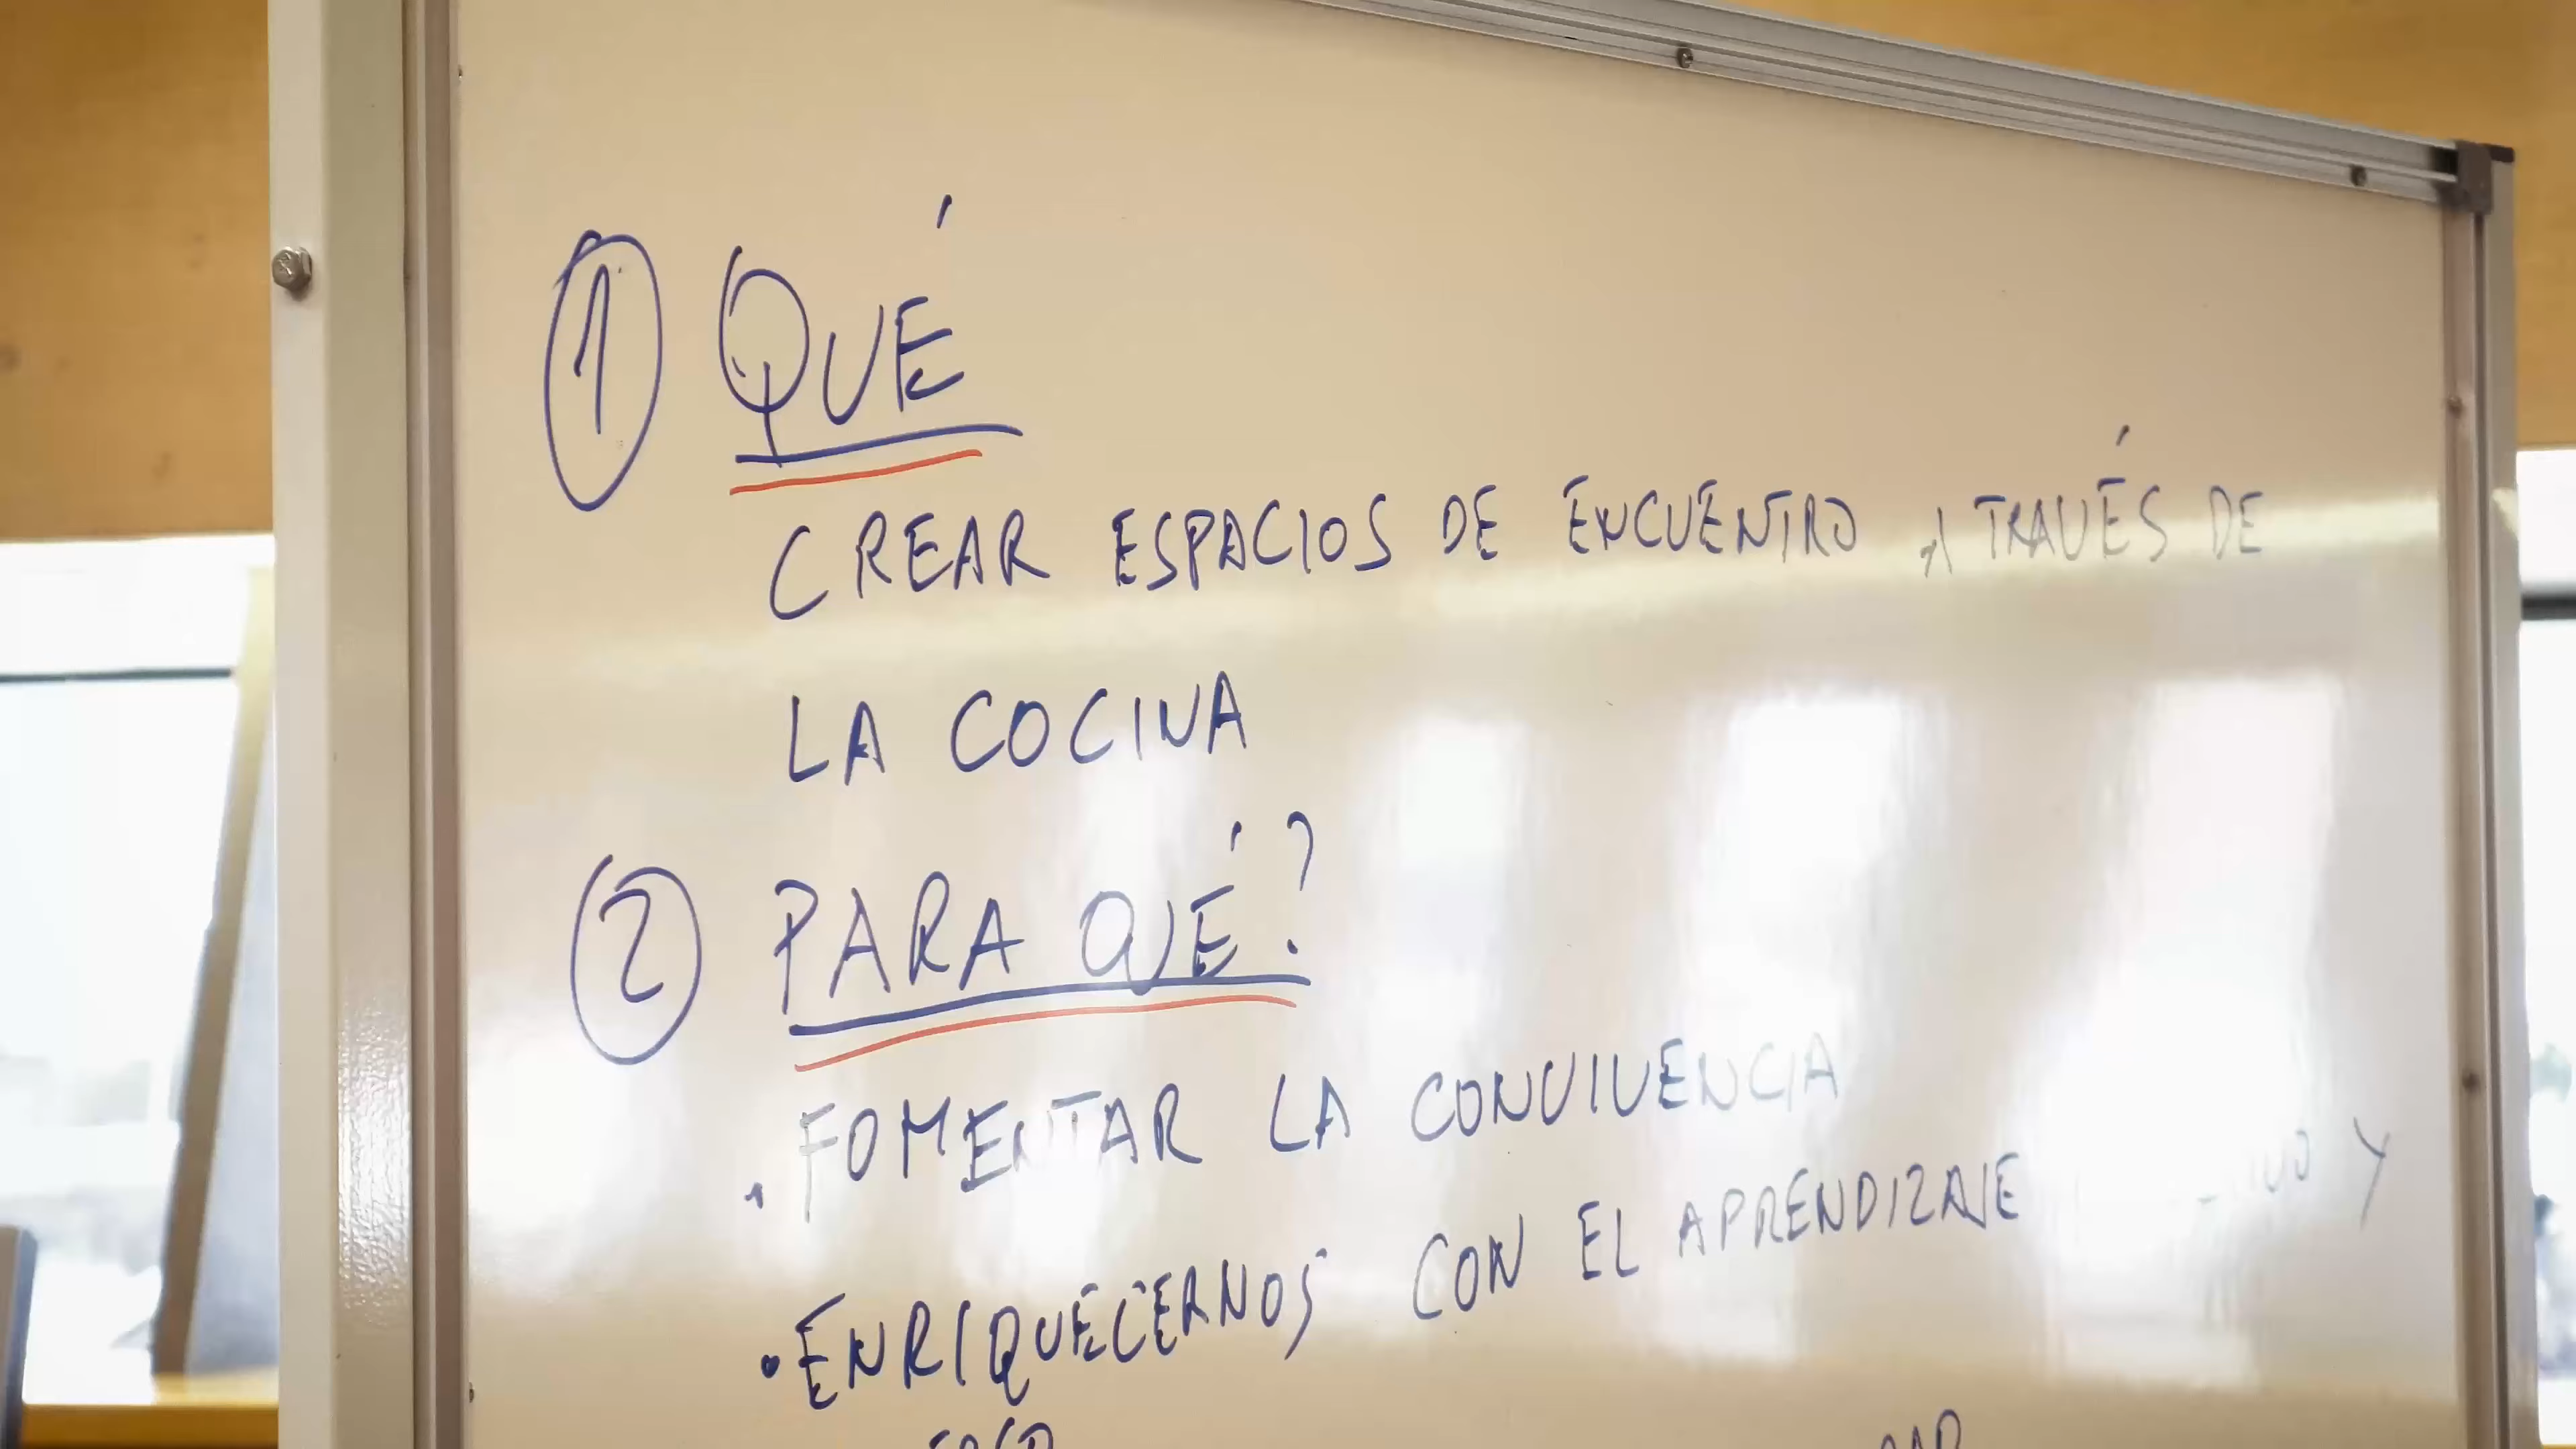 1 QUÉ
CREAR ESPACIOS DE ENCUENTRO A TRAVÉS DE
LA COCINA
2 PARA QUÉ?
• FOMENTAR LA CONVIVENCIA
• ENRIQUECERNOS CON EL APRENDIZAJE Y